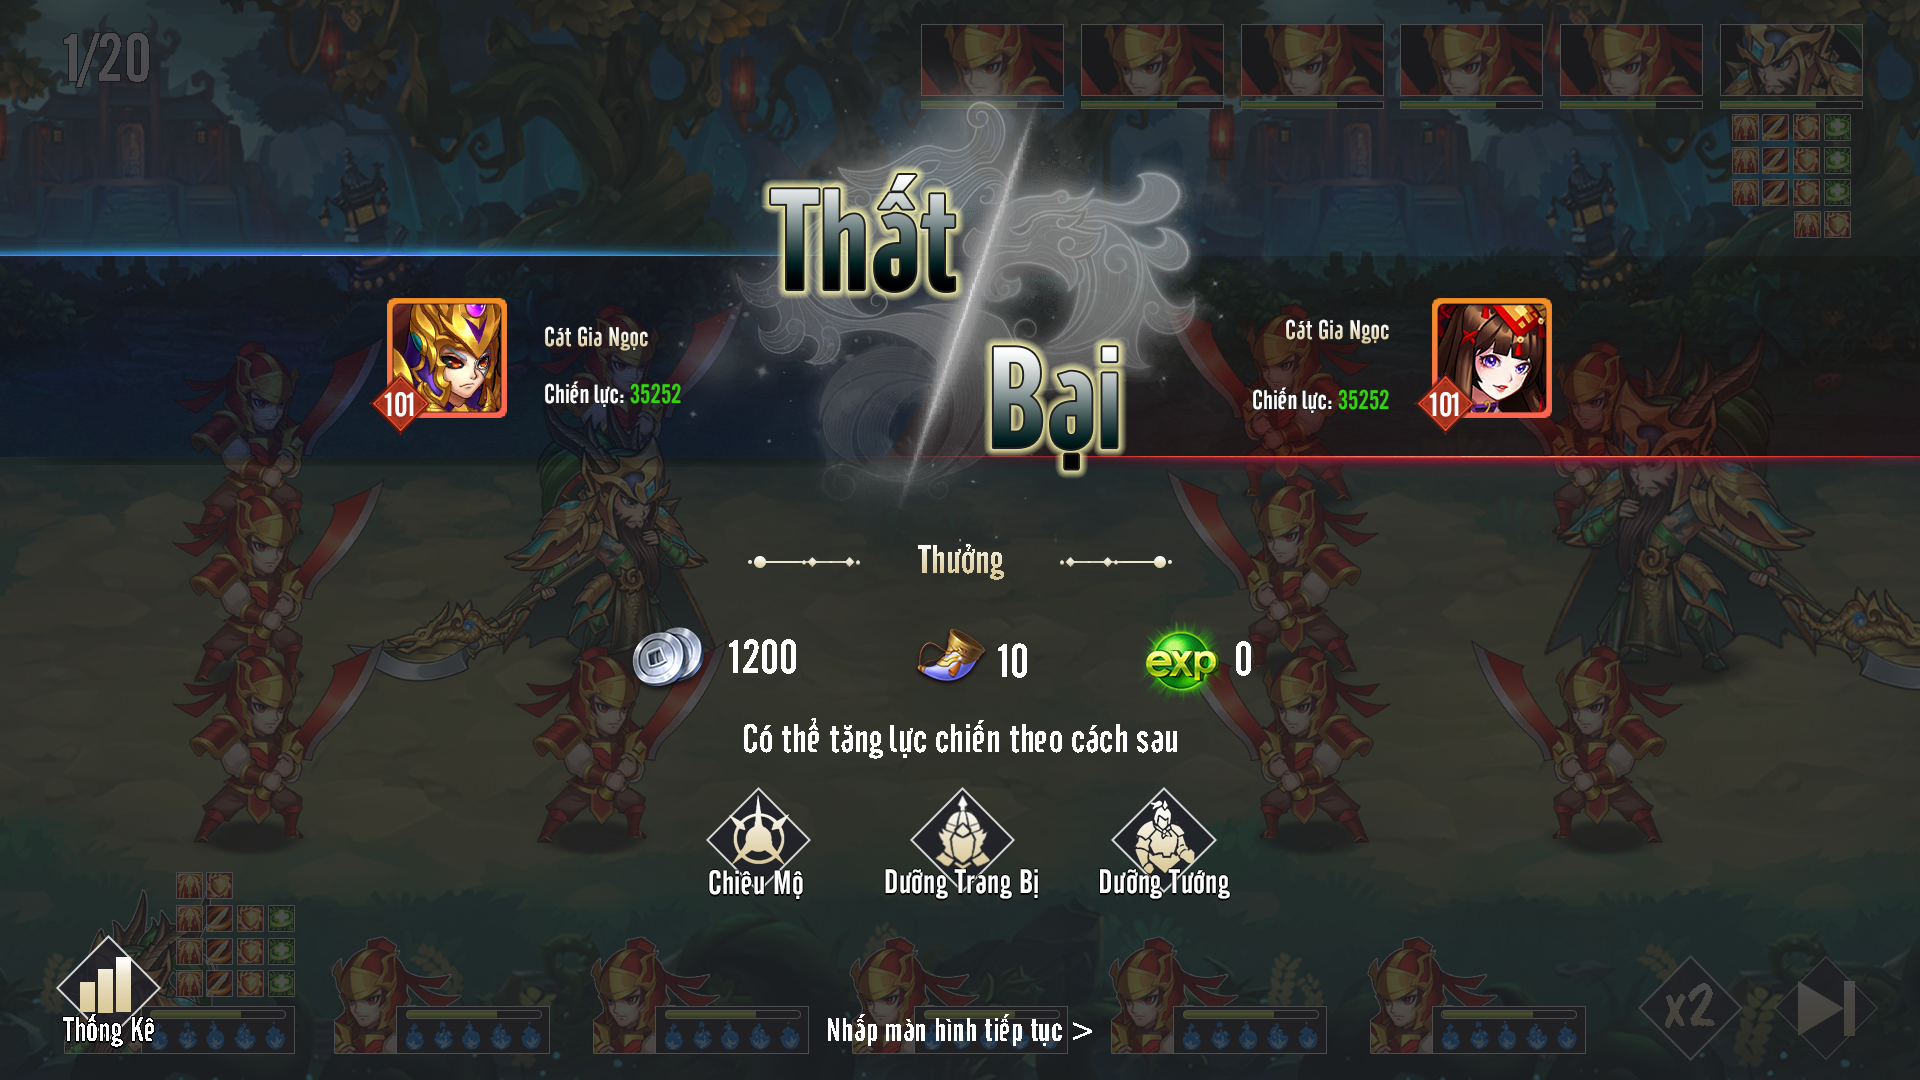 1/20
Thất
Bại
Cát Gia Ngọc
Chiến lực: 35252
101
Cát Gia Ngọc
Chiến lực: 35252
101
Thưởng
1200
10
exp 0
Có thể tăng lực chiến theo cách sau
Chiêu Mộ
Dưỡng Trang Bị
Dưỡng Tướng
Thống Kê
Nhấp màn hình tiếp tục >
x2